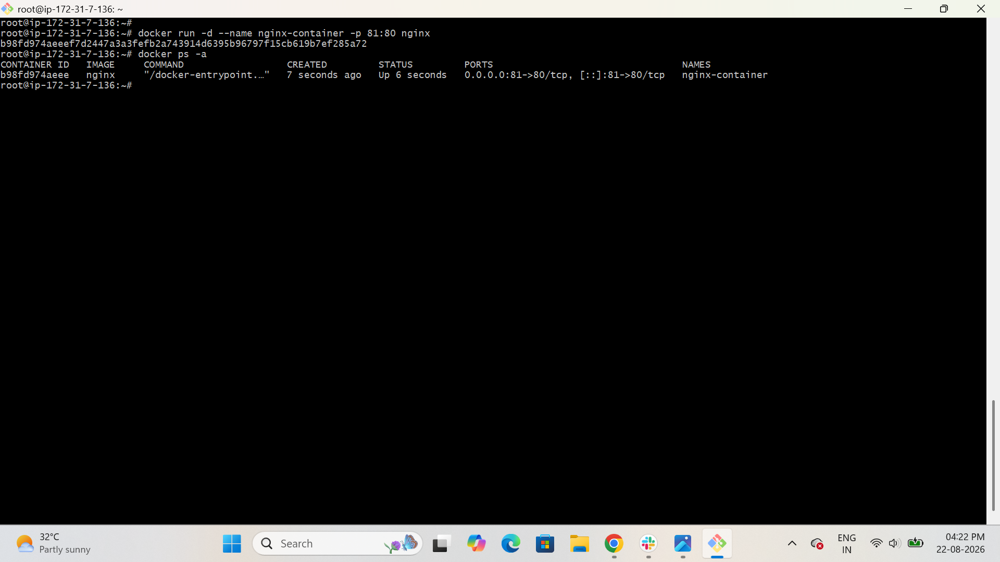 root@ip-172-31-7-136: ~
root@ip-172-31-7-136:~#
root@ip-172-31-7-136:~# docker run -d --name nginx-container -p 81:80 nginx
b98fd974aeeef7d2447a3a3fefb2a743914d6395b96797f15cb619b7ef285a72
root@ip-172-31-7-136:~# docker ps -a
CONTAINER ID   IMAGE     COMMAND                  CREATED         STATUS         PORTS                                 NAMES
b98fd974aeee   nginx     "/docker-entrypoint.…"   7 seconds ago   Up 6 seconds   0.0.0.0:81->80/tcp, [::]:81->80/tcp   nginx-container
root@ip-172-31-7-136:~#
32°C
Partly sunny
Search
ENG
IN
04:22 PM
22-08-2026